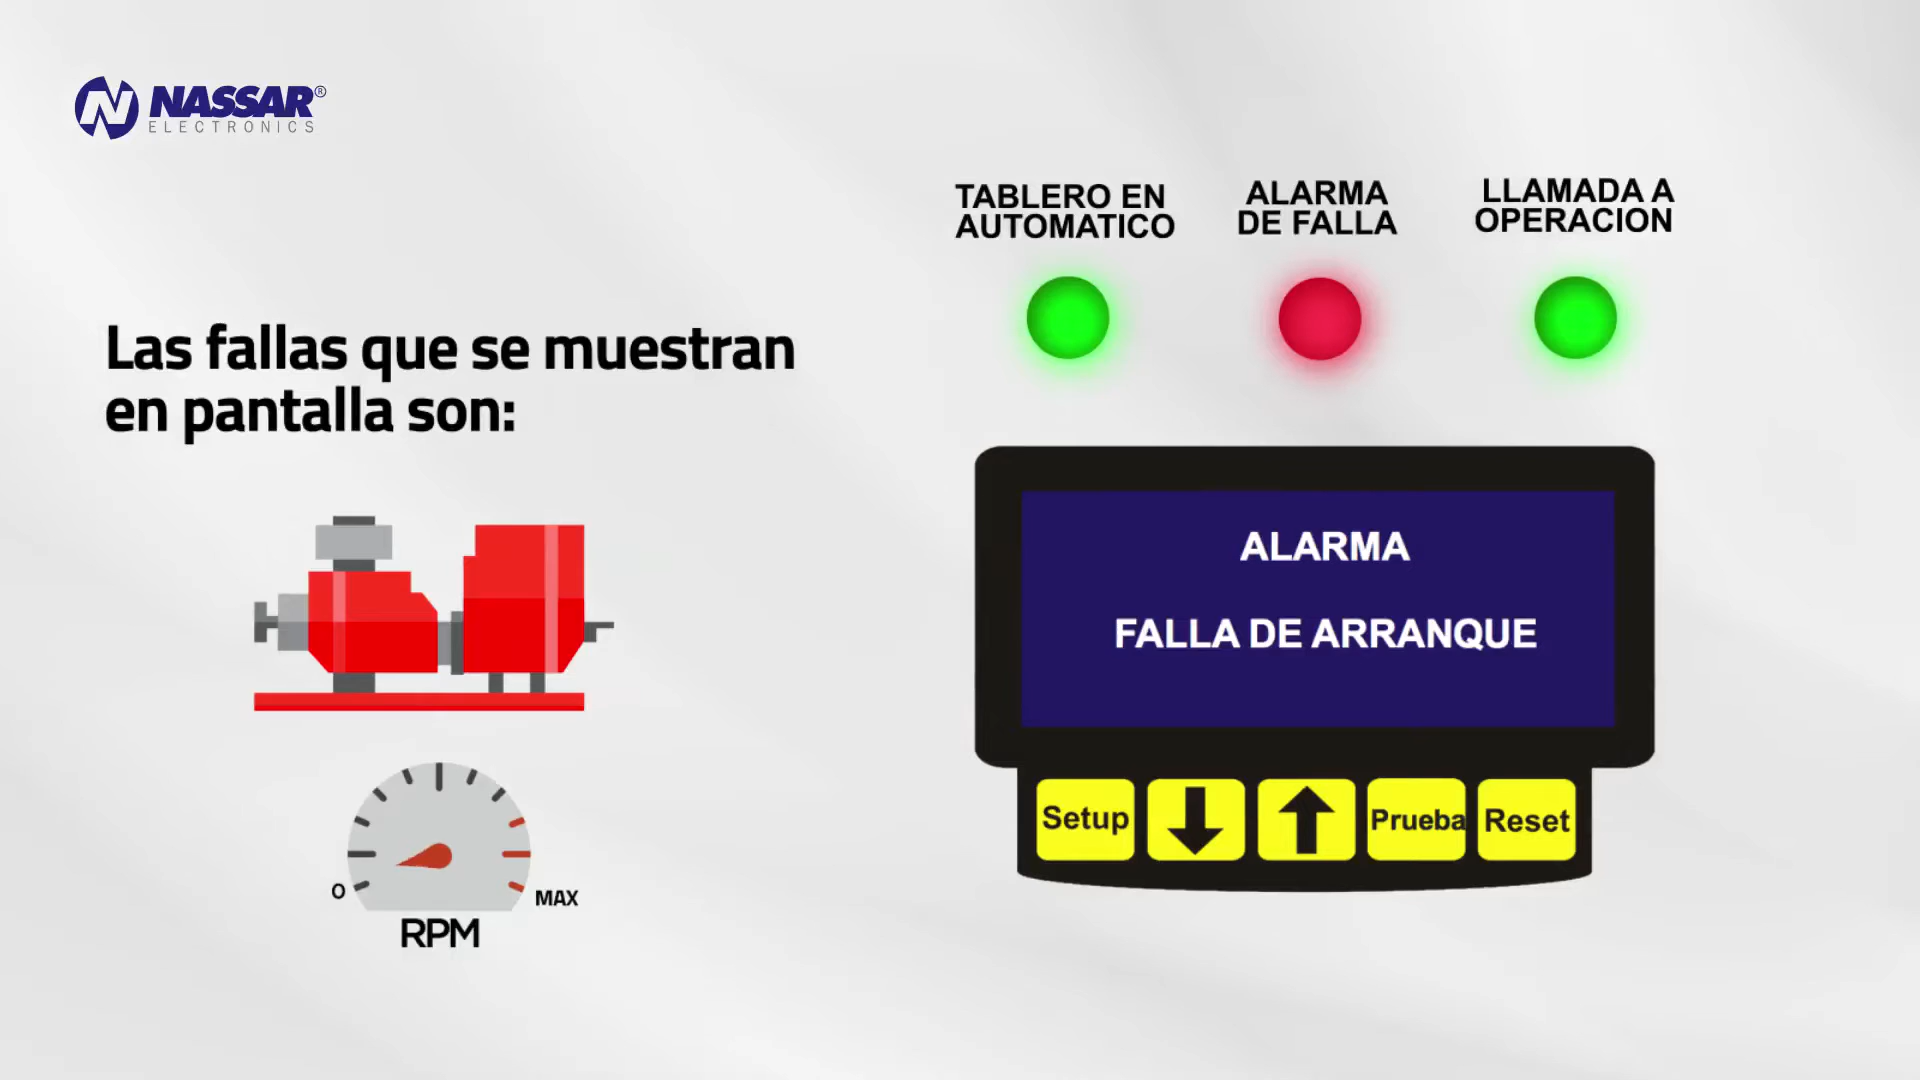 NASSAR®
ELECTRONICS
Las fallas que se muestran
en pantalla son:
O
MAX
RPM
TABLERO EN
AUTOMATICO
ALARMA
DE FALLA
LLAMADA A
OPERACION
ALARMA
FALLA DE ARRANQUE
Setup
Prueba
Reset